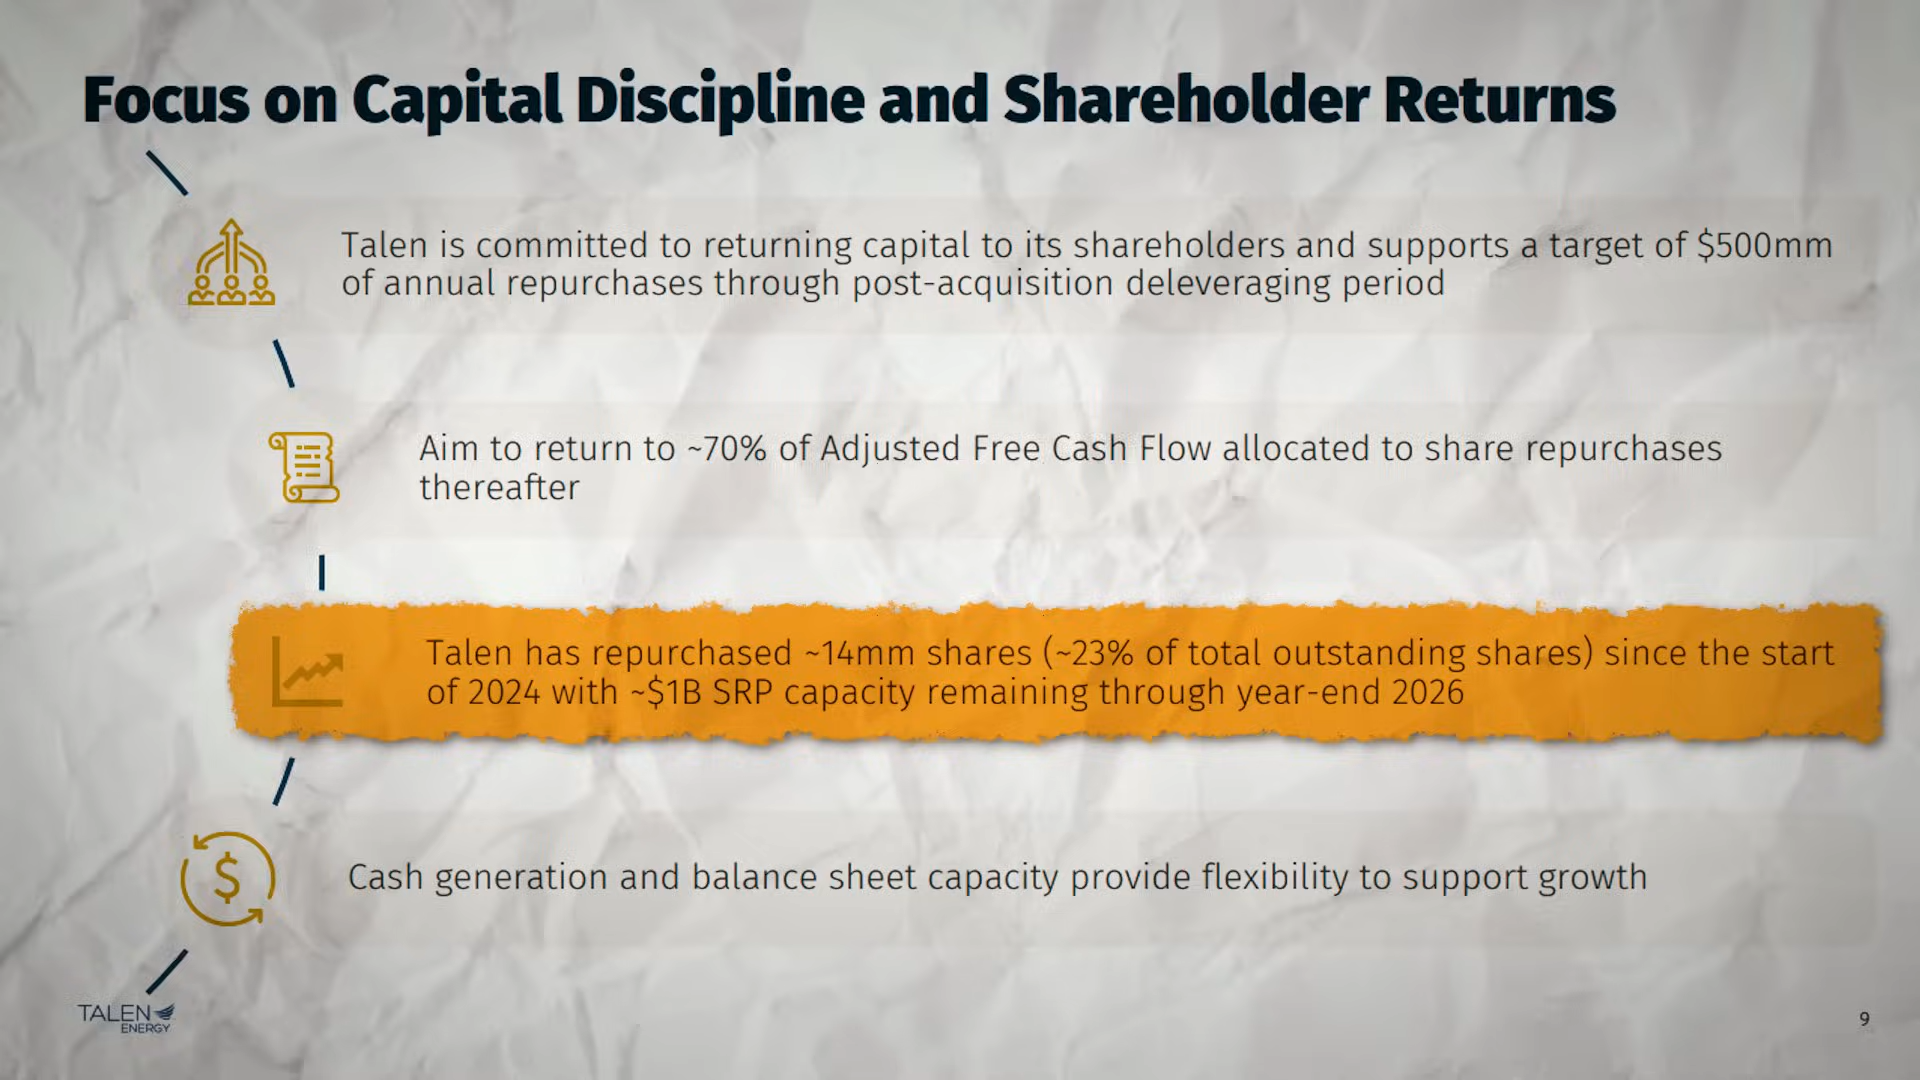 Focus on Capital Discipline and Shareholder Returns
Talen is committed to returning capital to its shareholders and supports a target of $500mm
of annual repurchases through post-acquisition deleveraging period
Aim to return to ~70% of Adjusted Free Cash Flow allocated to share repurchases
thereafter
Talen has repurchased ~14mm shares (~23% of total outstanding shares) since the start
of 2024 with ~$1B SRP capacity remaining through year-end 2026
$
Cash generation and balance sheet capacity provide flexibility to support growth
TALEN
ENERGY
9